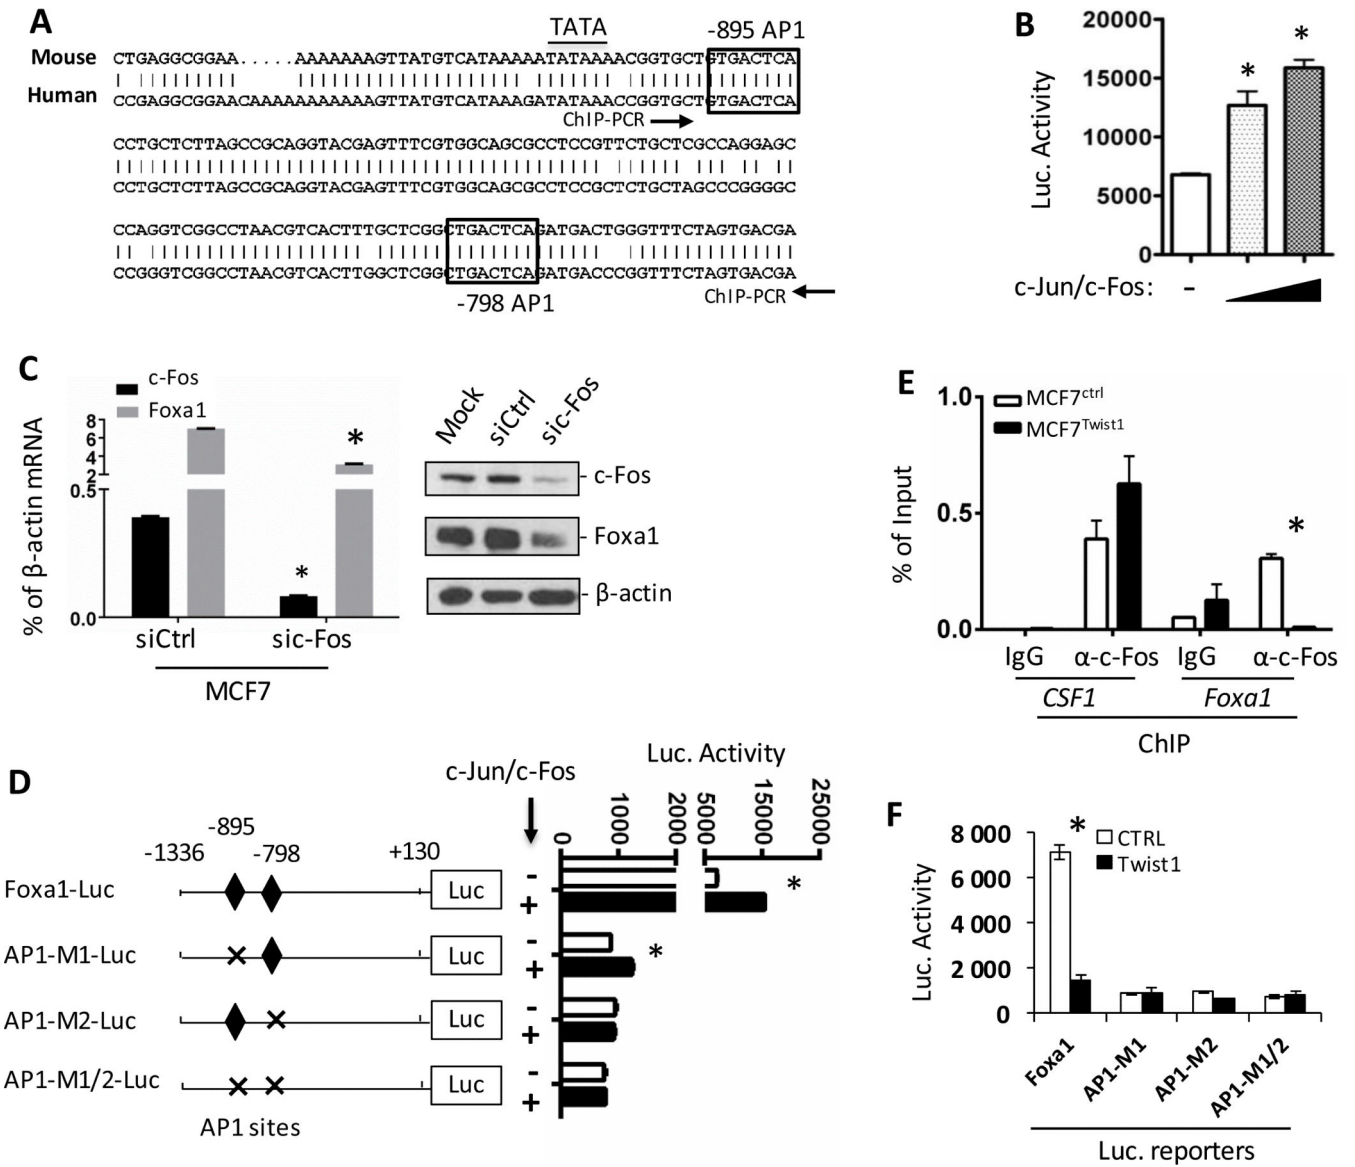 A
TATA
-895 AP1
Mouse CTGAGGCGGAA.....AAAAAAAGTTATGTCATAAAAATATAAAACGGTGCTGTGACTCA
Human CCGAGGCGGAACAAAAAAAAAAAGTTATGTCATAAAGATATAAACCGGTGCTGTGACTCA
ChIP-PCR
CCTGCTCTTAGCCGCAGGTACGAGTTTCGTGGCAGCGCCTCCGTTCTGCTCGCCAGGAGC
CCTGCTCTTAGCCGCAGGTACGAGTTTCGTGGCAGCGCCTCCGCTCTGCTAGCCCGGGGC
CCAGGTCGGCCTAACGTCACTTTGCTCGGCTGACTCAGATGACTGGGTTTCTAGTGACGA
CCGGGTCGGCCTAACGTCACTTGGCTCGGCTGACTCAGATGACCCGGTTTCTAGTGACGA
-798 AP1
ChIP-PCR
B
Luc. Activity
20000
15000
10000
5000
0
*
*
c-Jun/c-Fos: -
C
c-Fos
Foxa1
% of β-actin mRNA
8
6
4
2
0.5
0.0
*
*
siCtrl sic-Fos
MCF7
Mock siCtrl sic-Fos
- c-Fos
- Foxa1
- β-actin
E
% of Input
1.0
0.5
0.0
MCF7ctrl
MCF7Twist1
*
IgG α-c-Fos IgG α-c-Fos
CSF1 Foxa1
ChIP
D
c-Jun/c-Fos
Luc. Activity
0 1000 2000 5000 15000 25000
-895
-1336 -798 +130
Foxa1-Luc Luc - + *
AP1-M1-Luc Luc - + *
AP1-M2-Luc Luc - +
AP1-M1/2-Luc Luc - +
AP1 sites
F
Luc. Activity
8 000
6 000
4 000
2 000
0
*
CTRL
Twist1
Foxa1 AP1-M1 AP1-M2 AP1-M1/2
Luc. reporters